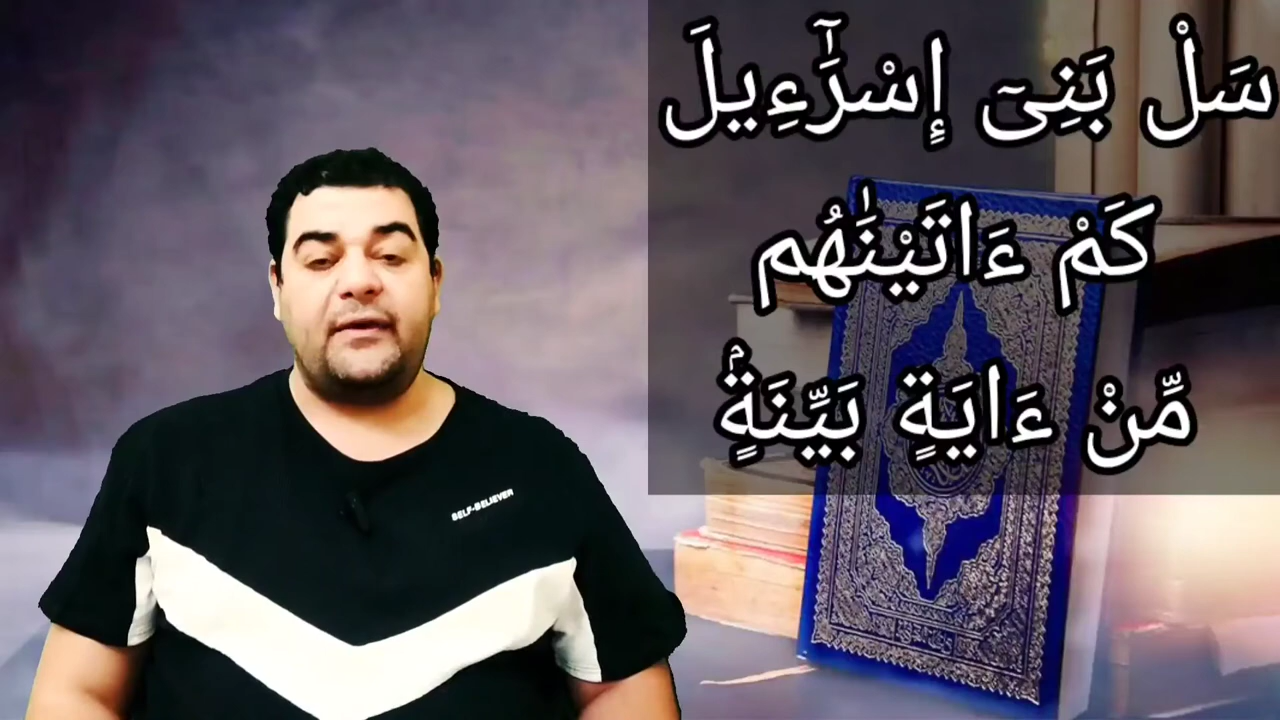 سَلْ بَنِىٓ إِسْرَٰٓءِيلَ
كَمْ ءَاتَيْنَٰهُم
مِّنْ ءَايَةٍۭ بَيِّنَةٍۢ
SELF-BELIEVER